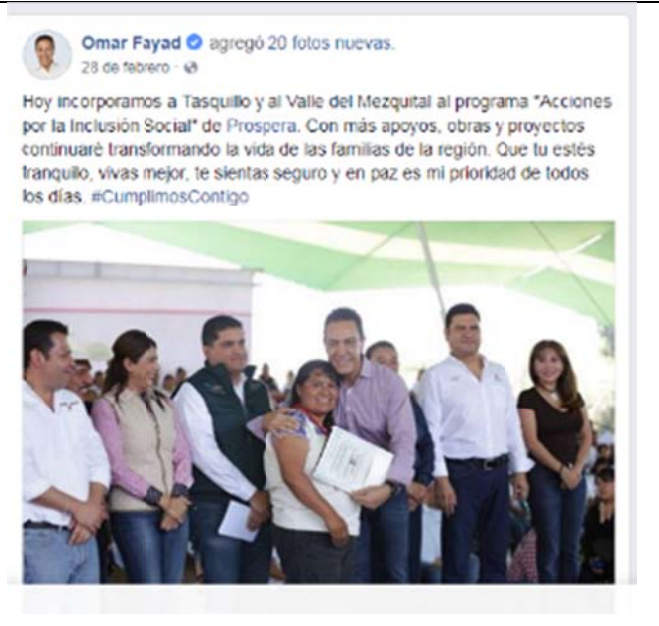 Omar Fayad agregó 20 fotos nuevas.
28 de febrero ·
Hoy incorporamos a Tasquillo y al Valle del Mezquital al programa "Acciones
por la Inclusión Social" de Prospera. Con más apoyos, obras y proyectos
continuaré transformando la vida de las familias de la región. Que tu estés
tranquilo, vivas mejor, te sientas seguro y en paz es mi prioridad de todos
los días. #CumplimosContigo